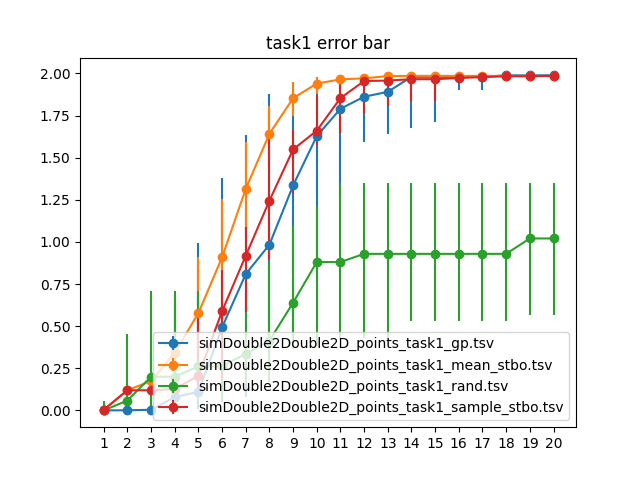 task1 error bar
2.00
1.75
1.50
1.25
1.00
0.75
0.50
0.25
0.00
simDouble2Double2D_points_task1_gp.tsv
simDouble2Double2D_points_task1_mean_stbo.tsv
simDouble2Double2D_points_task1_rand.tsv
simDouble2Double2D_points_task1_sample_stbo.tsv
1 2 3 4 5 6 7 8 9 10 11 12 13 14 15 16 17 18 19 20